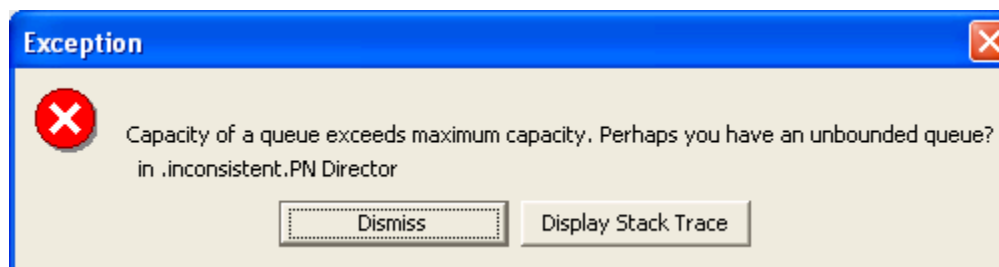 Exception
Capacity of a queue exceeds maximum capacity. Perhaps you have an unbounded queue?
in .inconsistent.PN Director
Dismiss Display Stack Trace